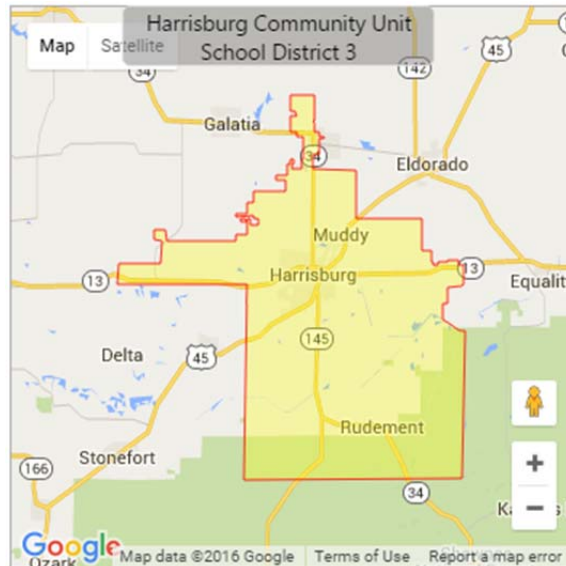 Harrisburg Community Unit
School District 3
Map
Satellite
34
142
45
Galatia
34
Eldorado
Muddy
13
Harrisburg
13
Equalit
145
Delta
45
Rudement
Stonefort
166
34
+
−
Google
Ozark
Map data ©2016 Google
Terms of Use
Report a map error